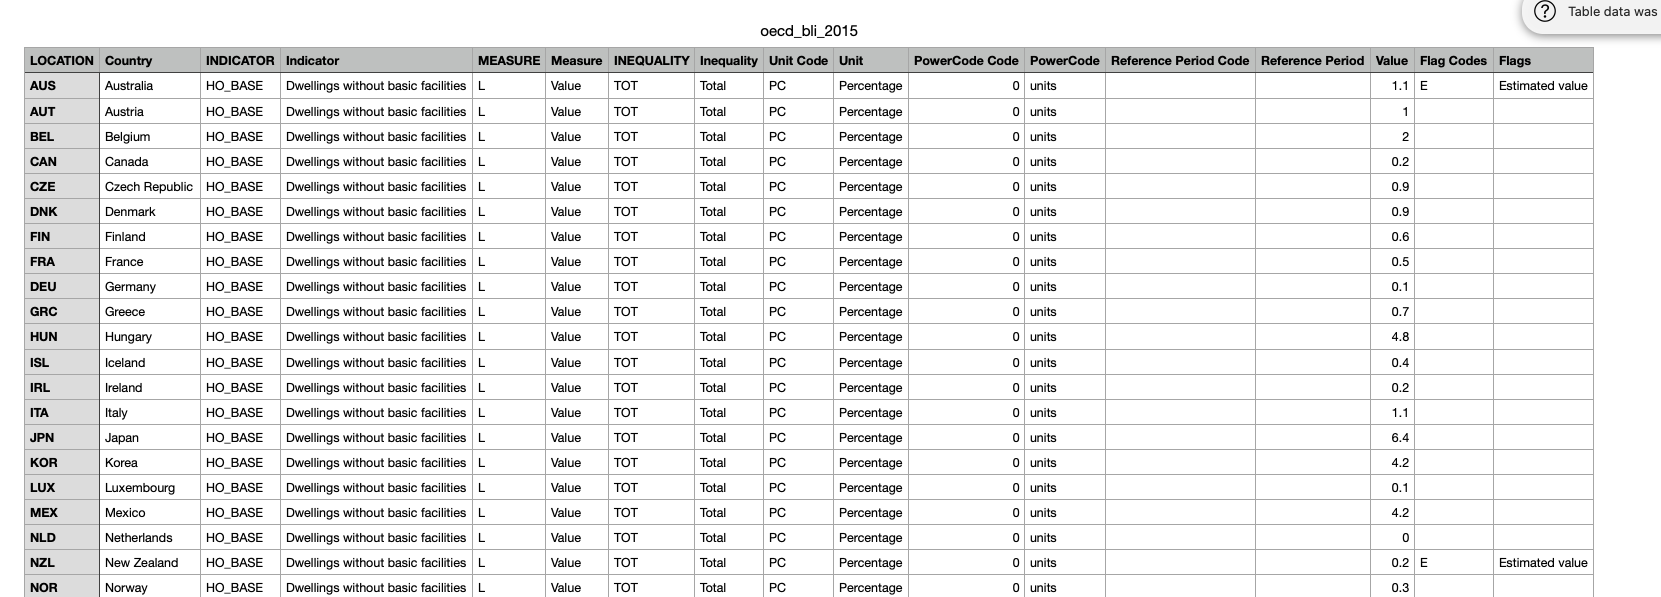 Table data was
oecd_bli_2015
LOCATION Country INDICATOR Indicator MEASURE Measure INEQUALITY Inequality Unit Code Unit PowerCode Code PowerCode Reference Period Code Reference Period Value Flag Codes Flags
AUS Australia HO_BASE Dwellings without basic facilities L Value TOT Total PC Percentage 0 units 1.1 E Estimated value
AUT Austria HO_BASE Dwellings without basic facilities L Value TOT Total PC Percentage 0 units 1
BEL Belgium HO_BASE Dwellings without basic facilities L Value TOT Total PC Percentage 0 units 2
CAN Canada HO_BASE Dwellings without basic facilities L Value TOT Total PC Percentage 0 units 0.2
CZE Czech Republic HO_BASE Dwellings without basic facilities L Value TOT Total PC Percentage 0 units 0.9
DNK Denmark HO_BASE Dwellings without basic facilities L Value TOT Total PC Percentage 0 units 0.9
FIN Finland HO_BASE Dwellings without basic facilities L Value TOT Total PC Percentage 0 units 0.6
FRA France HO_BASE Dwellings without basic facilities L Value TOT Total PC Percentage 0 units 0.5
DEU Germany HO_BASE Dwellings without basic facilities L Value TOT Total PC Percentage 0 units 0.1
GRC Greece HO_BASE Dwellings without basic facilities L Value TOT Total PC Percentage 0 units 0.7
HUN Hungary HO_BASE Dwellings without basic facilities L Value TOT Total PC Percentage 0 units 4.8
ISL Iceland HO_BASE Dwellings without basic facilities L Value TOT Total PC Percentage 0 units 0.4
IRL Ireland HO_BASE Dwellings without basic facilities L Value TOT Total PC Percentage 0 units 0.2
ITA Italy HO_BASE Dwellings without basic facilities L Value TOT Total PC Percentage 0 units 1.1
JPN Japan HO_BASE Dwellings without basic facilities L Value TOT Total PC Percentage 0 units 6.4
KOR Korea HO_BASE Dwellings without basic facilities L Value TOT Total PC Percentage 0 units 4.2
LUX Luxembourg HO_BASE Dwellings without basic facilities L Value TOT Total PC Percentage 0 units 0.1
MEX Mexico HO_BASE Dwellings without basic facilities L Value TOT Total PC Percentage 0 units 4.2
NLD Netherlands HO_BASE Dwellings without basic facilities L Value TOT Total PC Percentage 0 units 0
NZL New Zealand HO_BASE Dwellings without basic facilities L Value TOT Total PC Percentage 0 units 0.2 E Estimated value
NOR Norway HO_BASE Dwellings without basic facilities L Value TOT Total PC Percentage 0 units 0.3